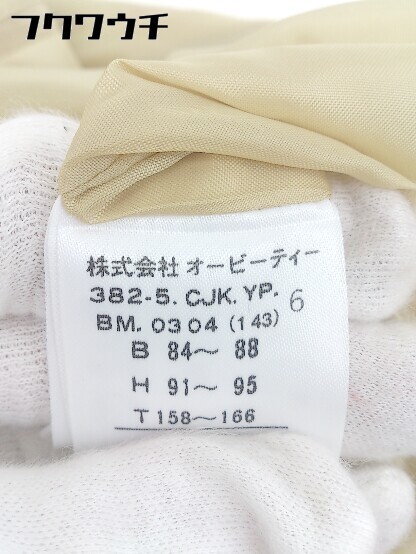 フクワウチ
株式会社 オービーティー
382-5. CJK. YP. 6
BM. 0304 (143)
B 84〜 88
H 91〜 95
T 158〜166